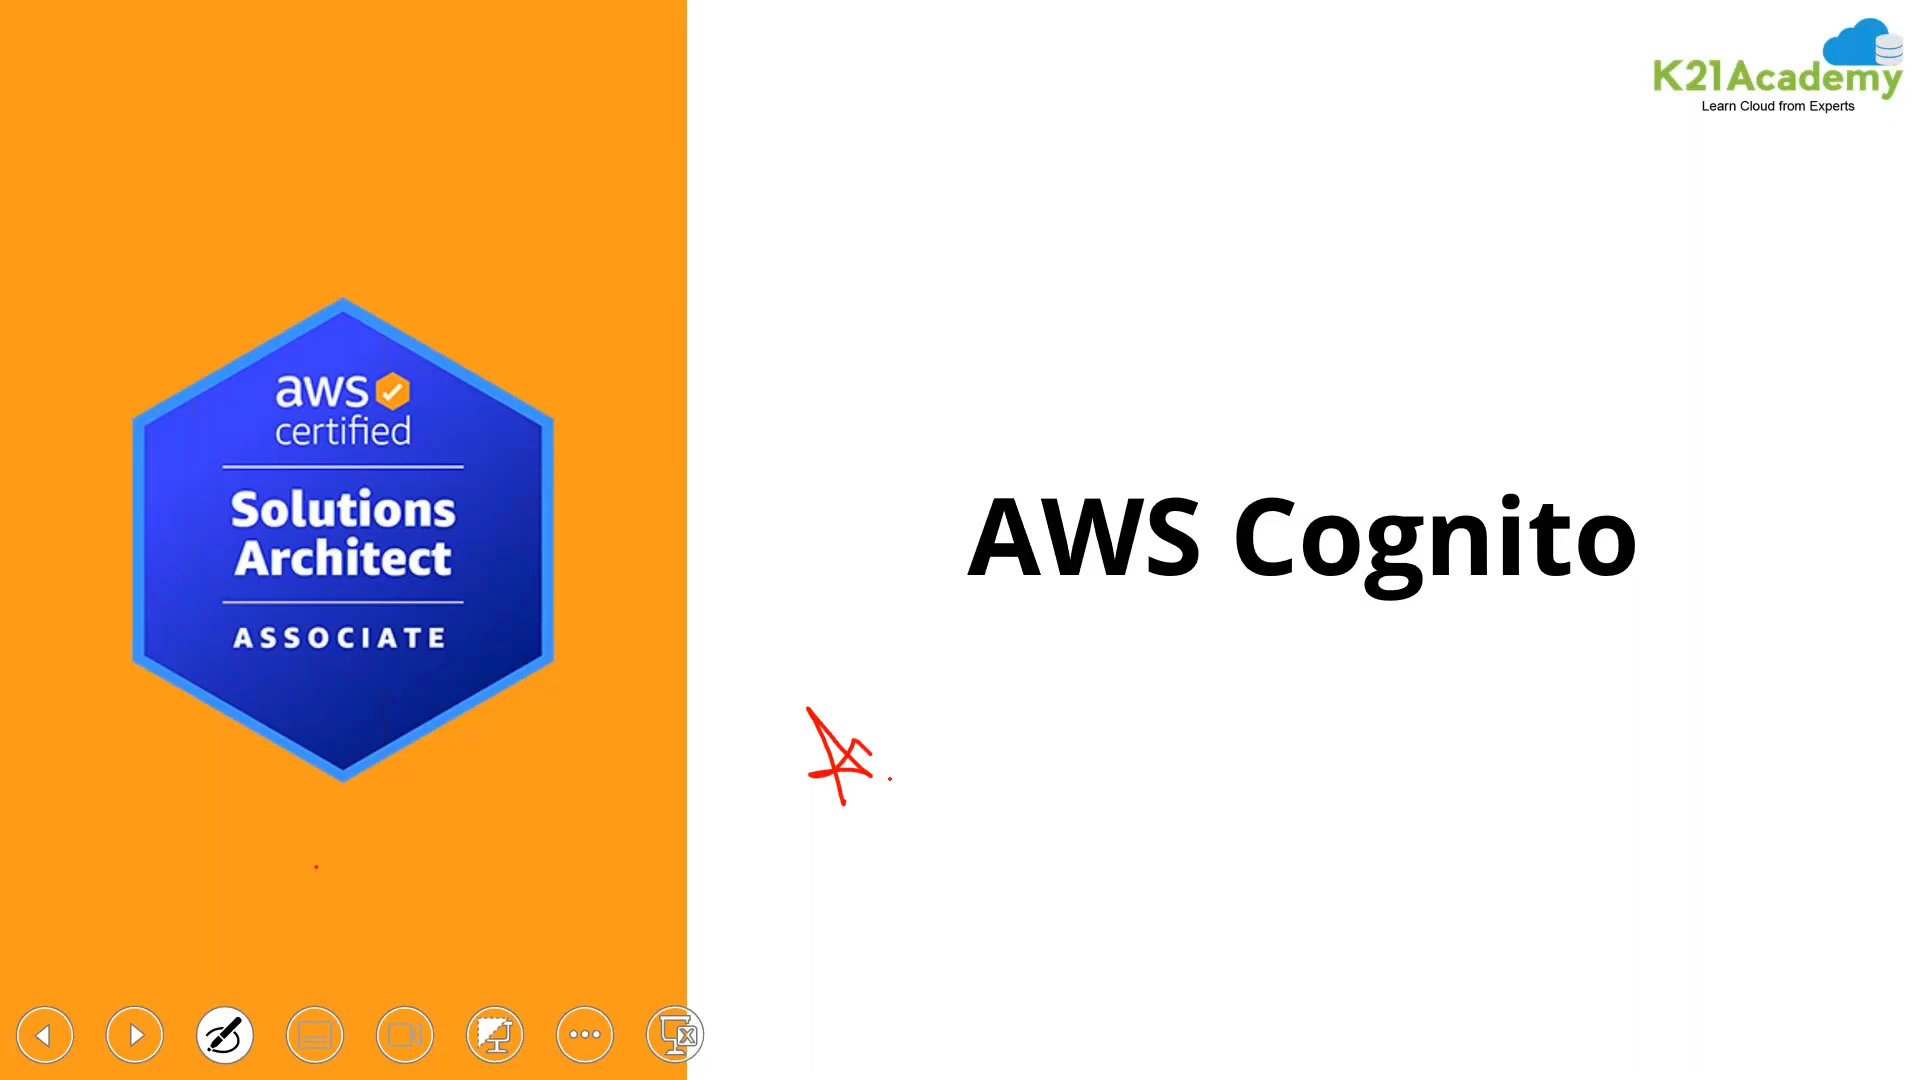 K21Academy
Learn Cloud from Experts
aws
certified
Solutions
Architect
ASSOCIATE
AWS Cognito